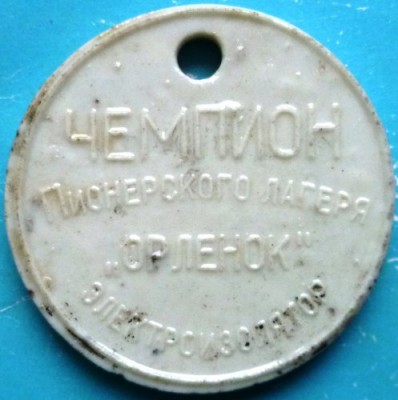 ЧЕМПИОН
ПИОНЕРСКОГО ЛАГЕРЯ
„ОРЛЕНОК"
ЭЛЕКТРОИЗОЛЯТОР